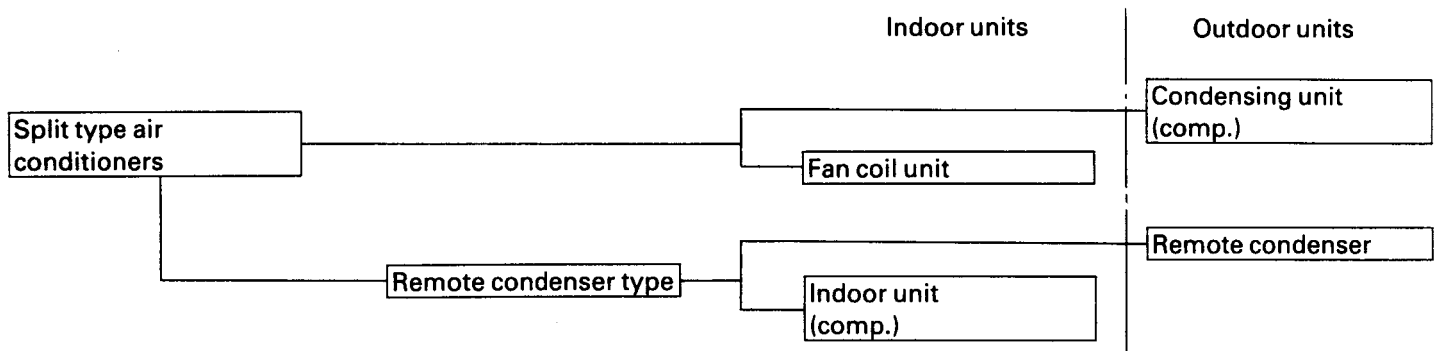 Indoor units
Outdoor units
Split type air
conditioners
Condensing unit
(comp.)
Fan coil unit
Remote condenser type
Remote condenser
Indoor unit
(comp.)